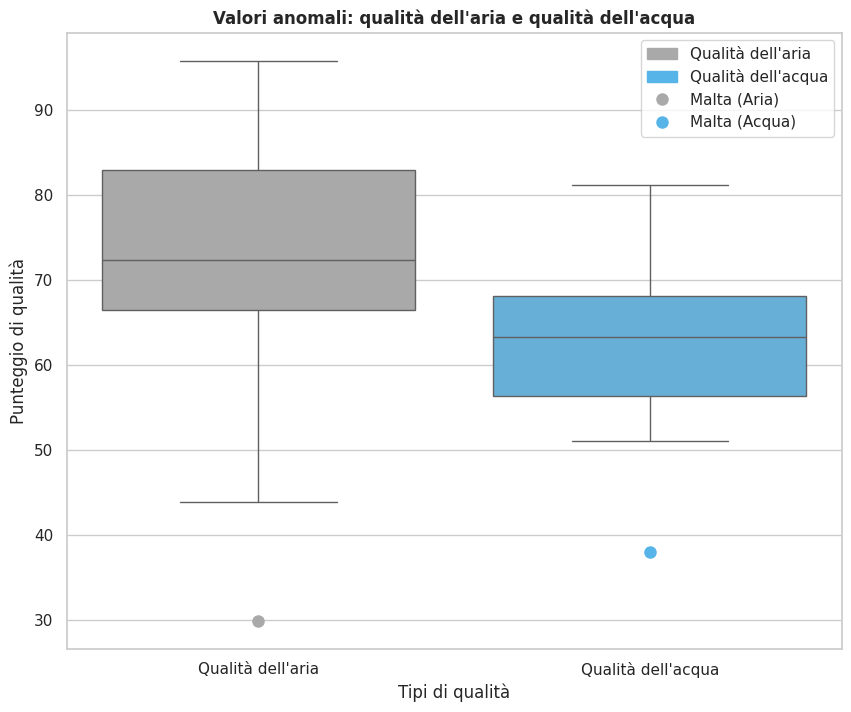 Valori anomali: qualità dell'aria e qualità dell'acqua
Qualità dell'aria
Qualità dell'acqua
Malta (Aria)
Malta (Acqua)
Punteggio di qualità
90
80
70
60
50
40
30
Qualità dell'aria
Qualità dell'acqua
Tipi di qualità